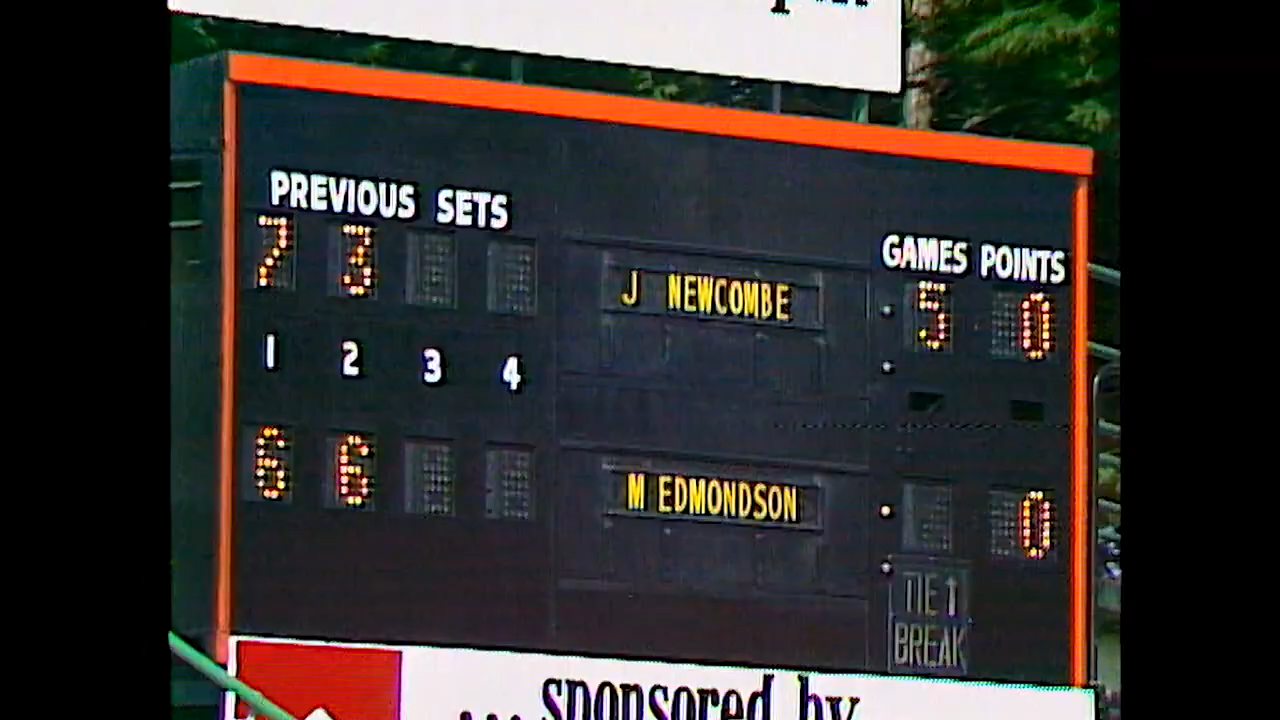 PREVIOUS SETS
GAMES POINTS
7 3 J NEWCOMBE 5 0
1 2 3 4
6 6 M EDMONDSON 0
TIE
BREAK
sponsored by